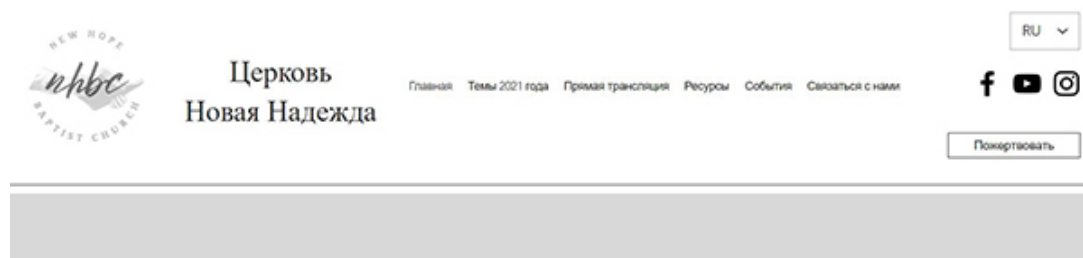 NEW HOPE
nhbc
BAPTIST CHURCH
Церковь
Новая Надежда
Главная
Темы 2021 года
Прямая трансляция
Ресурсы
События
Связаться с нами
RU
Пожертвовать